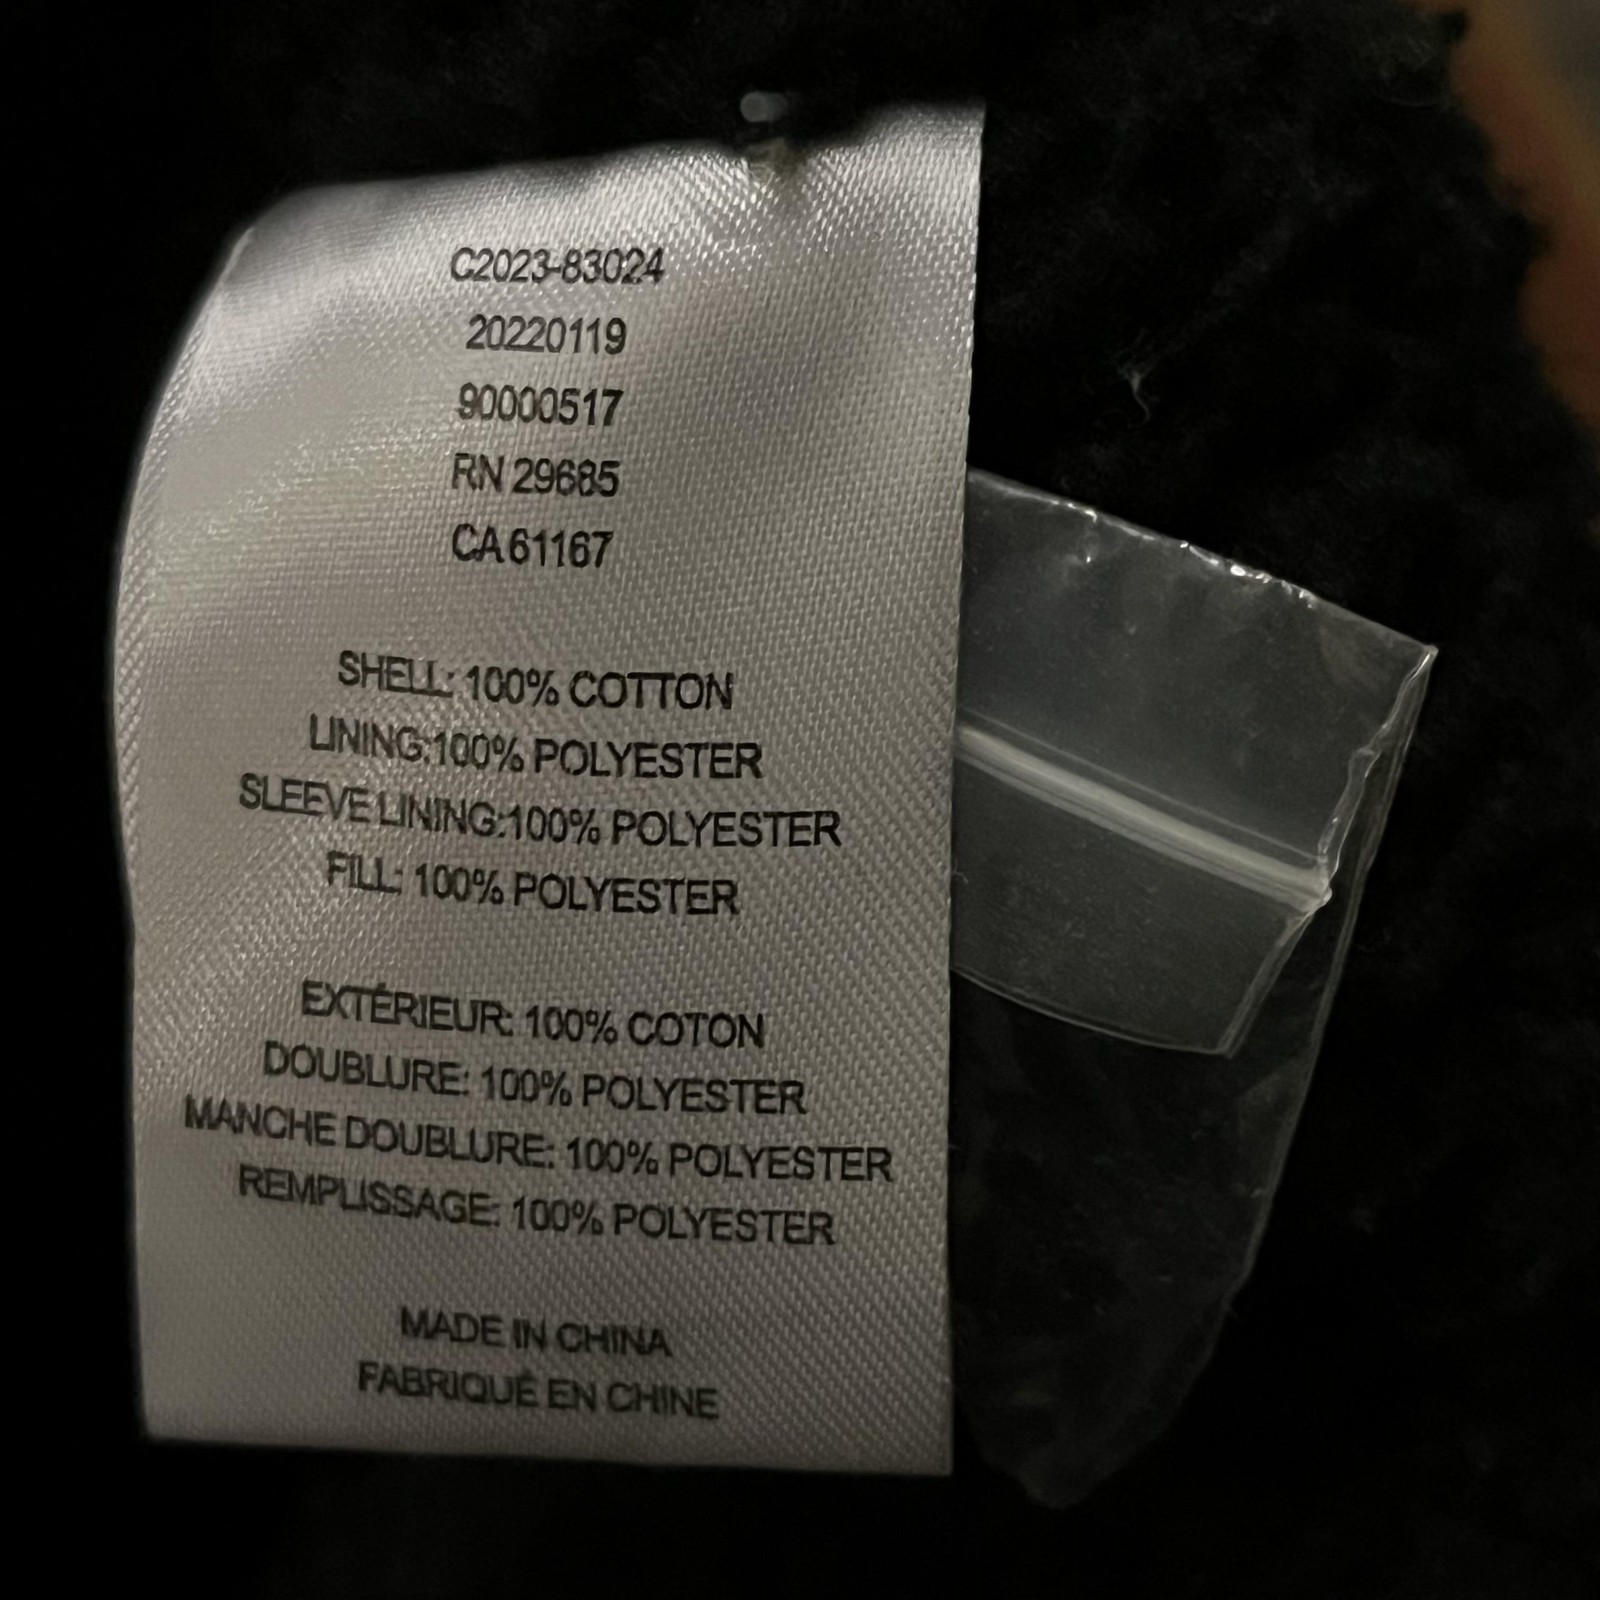 C2023-83024
20220119
90000517
RN 29685
CA 61167
SHELL: 100% COTTON
LINING:100% POLYESTER
SLEEVE LINING:100% POLYESTER
FILL: 100% POLYESTER
EXTÉRIEUR: 100% COTON
DOUBLURE: 100% POLYESTER
MANCHE DOUBLURE: 100% POLYESTER
REMPLISSAGE: 100% POLYESTER
MADE IN CHINA
FABRIQUÉ EN CHINE